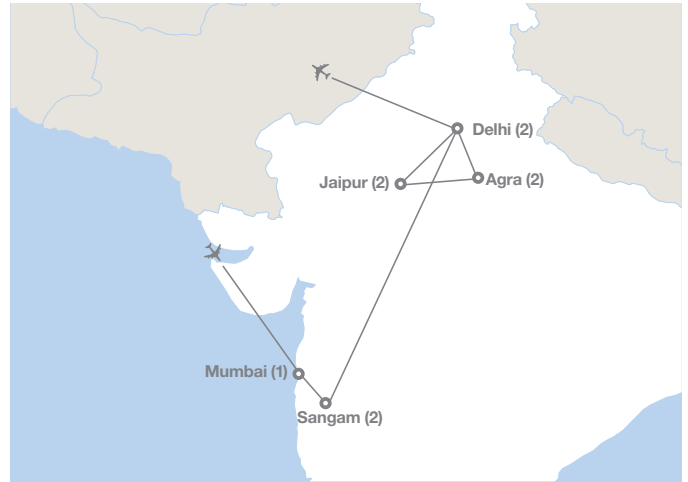 Delhi (2)
Jaipur (2)
Agra (2)
Mumbai (1)
Sangam (2)